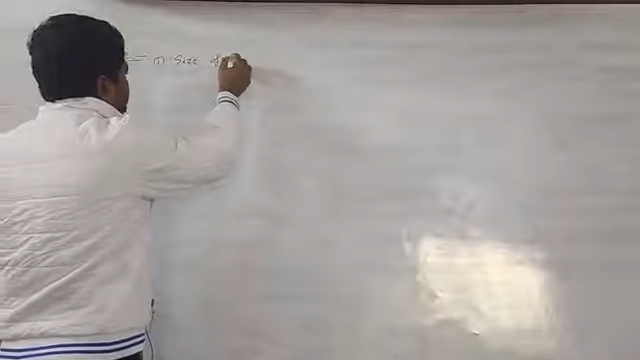 = n. size of